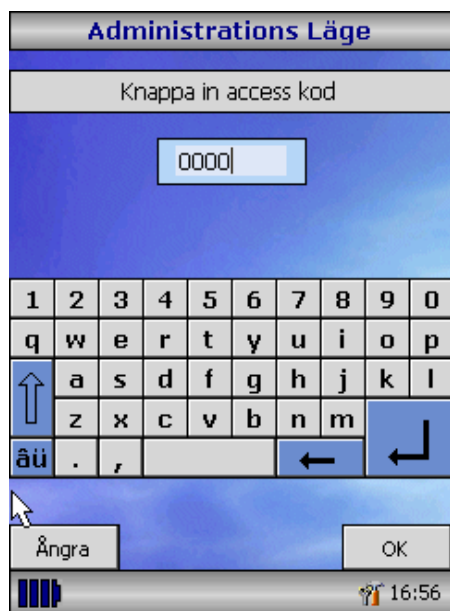 Administrations Läge
Knappa in access kod
0000
1 2 3 4 5 6 7 8 9 0
q w e r t y u i o p
a s d f g h j k l
z x c v b n m
âü . ,
Ångra OK
16:56